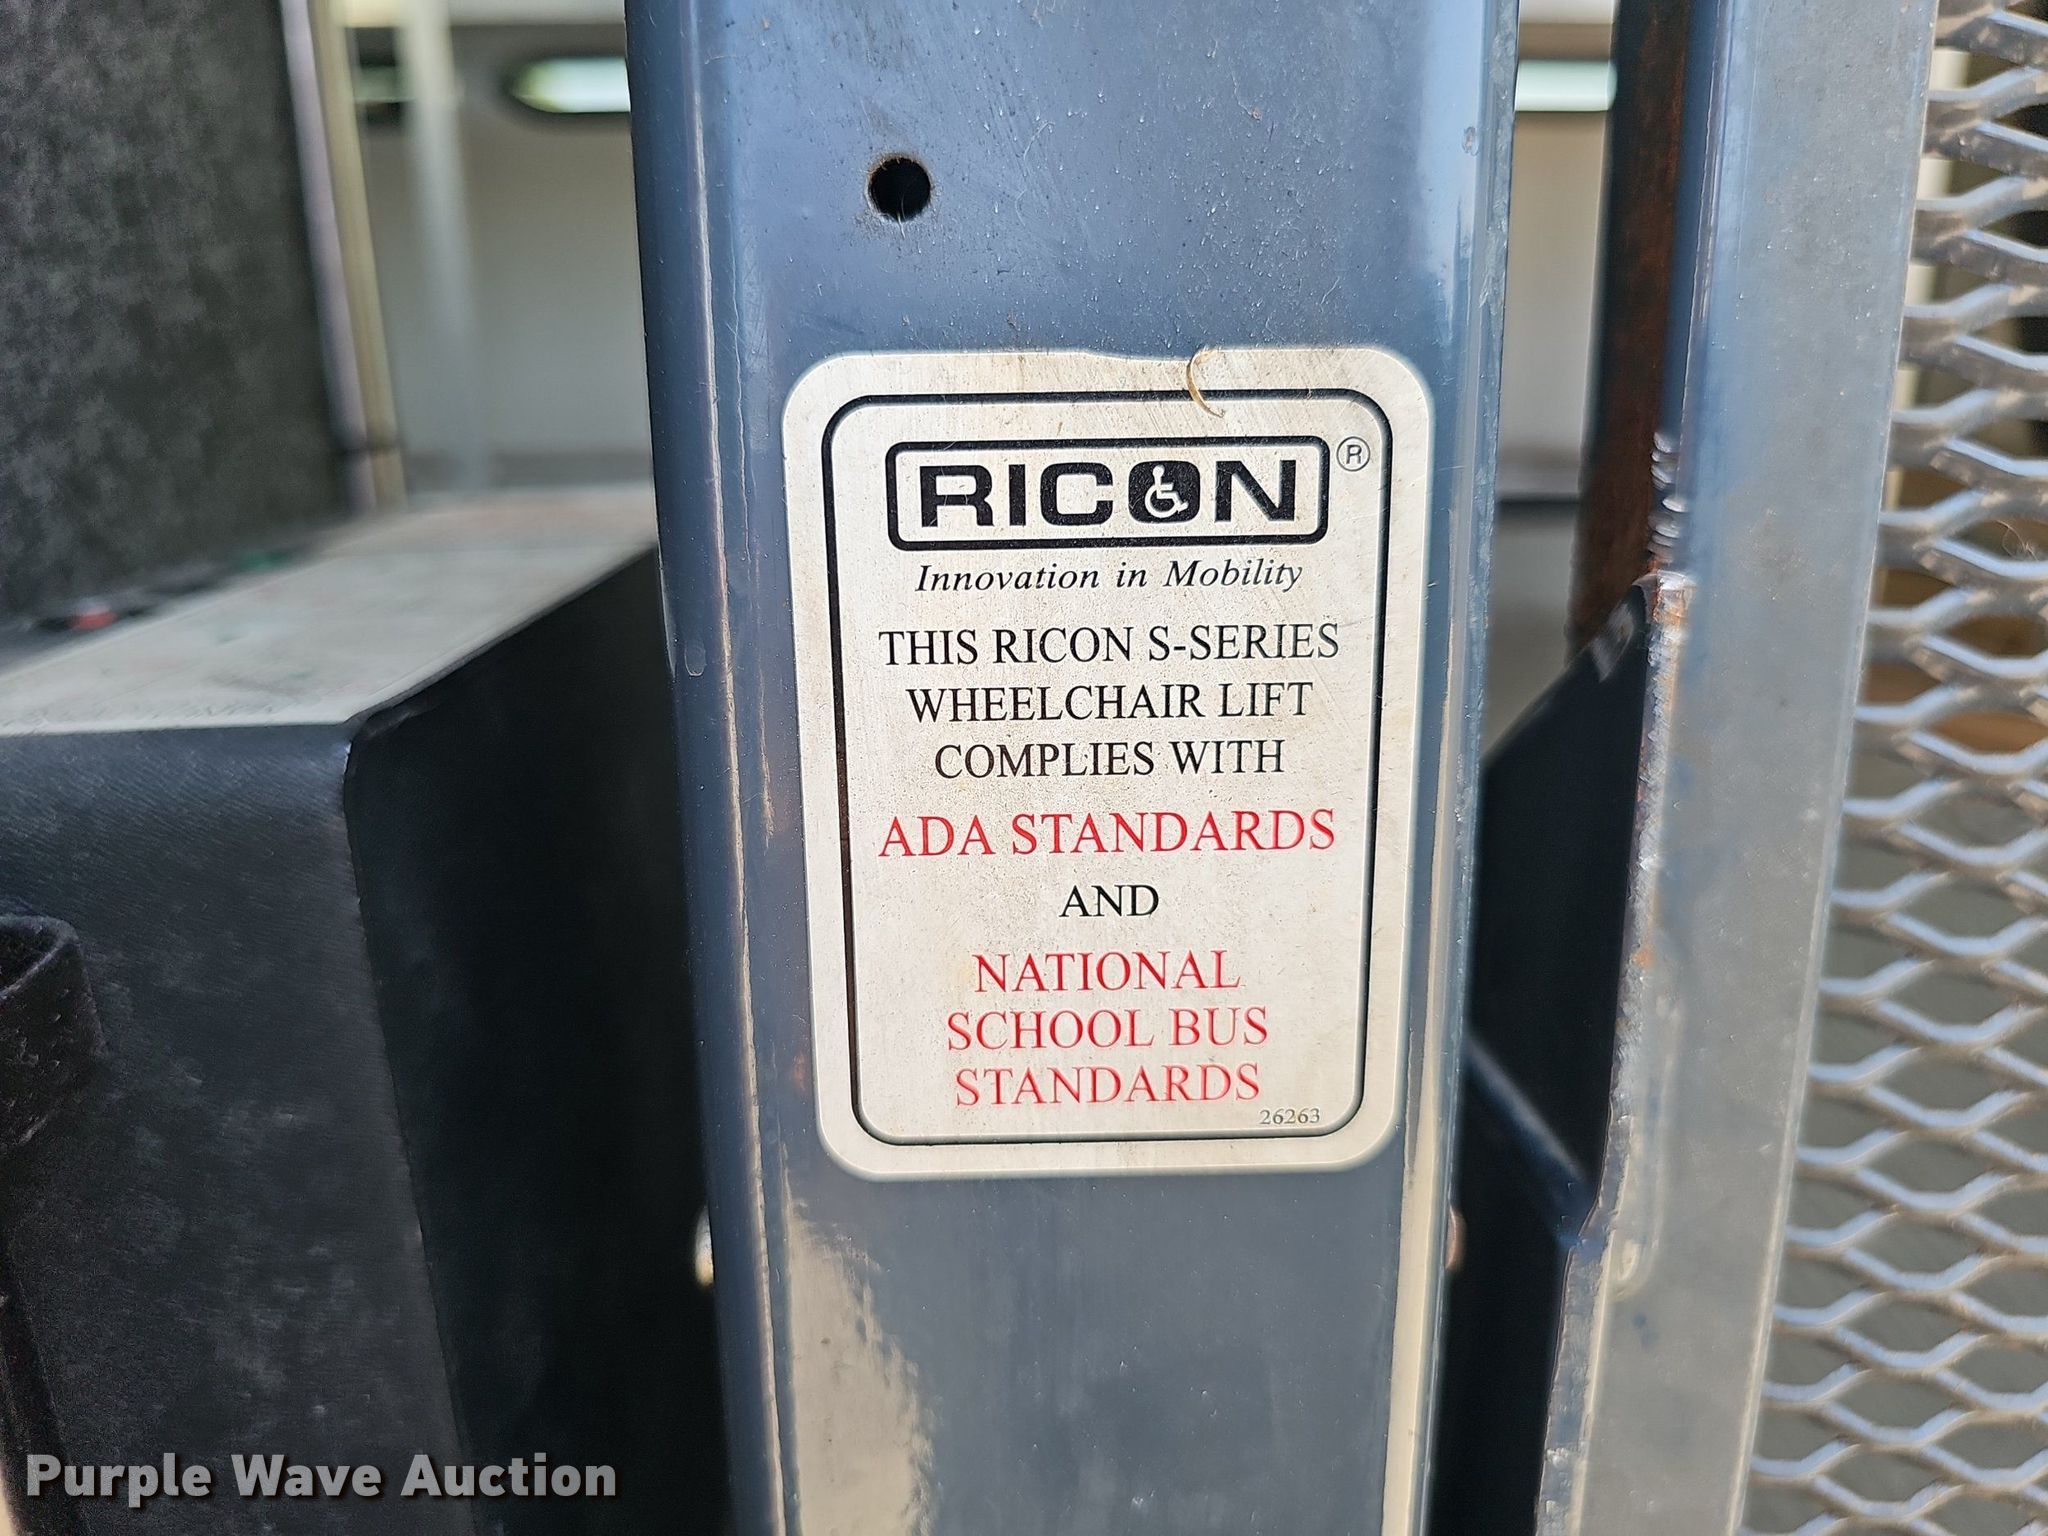 RICON®
Innovation in Mobility
THIS RICON S-SERIES
WHEELCHAIR LIFT
COMPLIES WITH
ADA STANDARDS
AND
NATIONAL
SCHOOL BUS
STANDARDS
26263
Purple Wave Auction